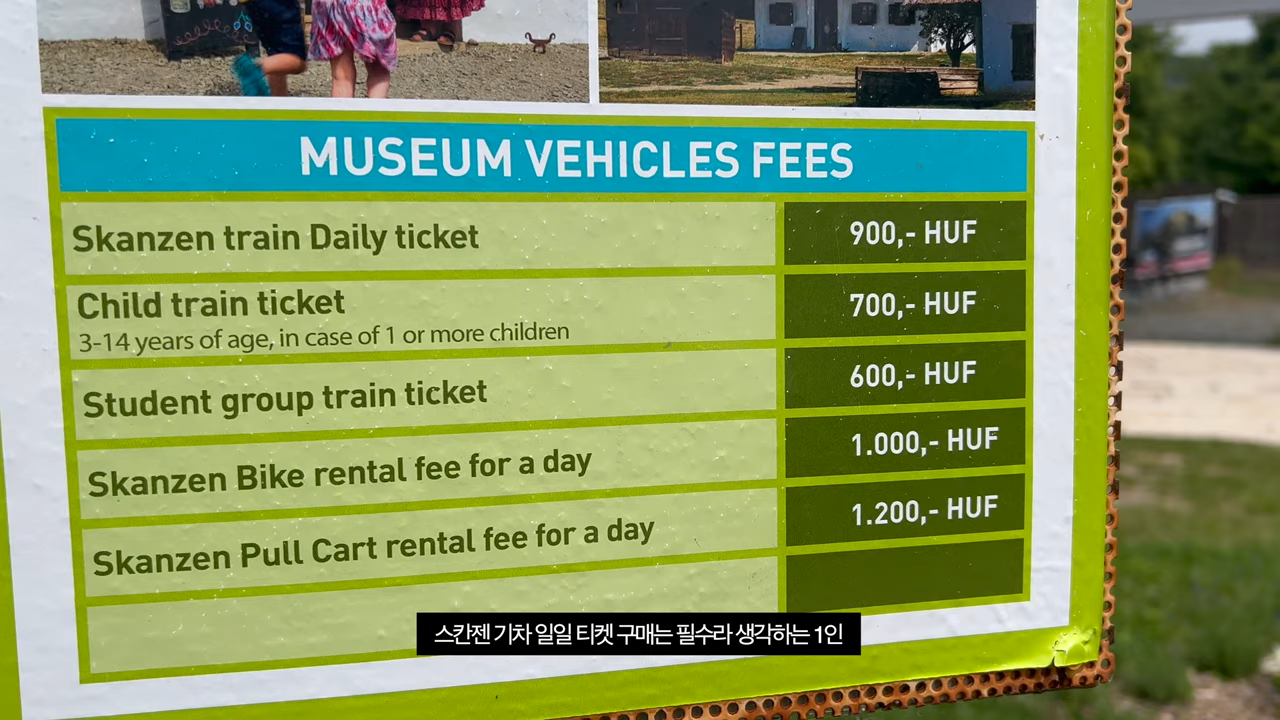 MUSEUM VEHICLES FEES
Skanzen train Daily ticket 900,- HUF
Child train ticket 700,- HUF
3-14 years of age, in case of 1 or more children
Student group train ticket 600,- HUF
Skanzen Bike rental fee for a day 1.000,- HUF
Skanzen Pull Cart rental fee for a day 1.200,- HUF
스칸젠 기차 일일 티켓 구매는 필수라 생각하는 1인